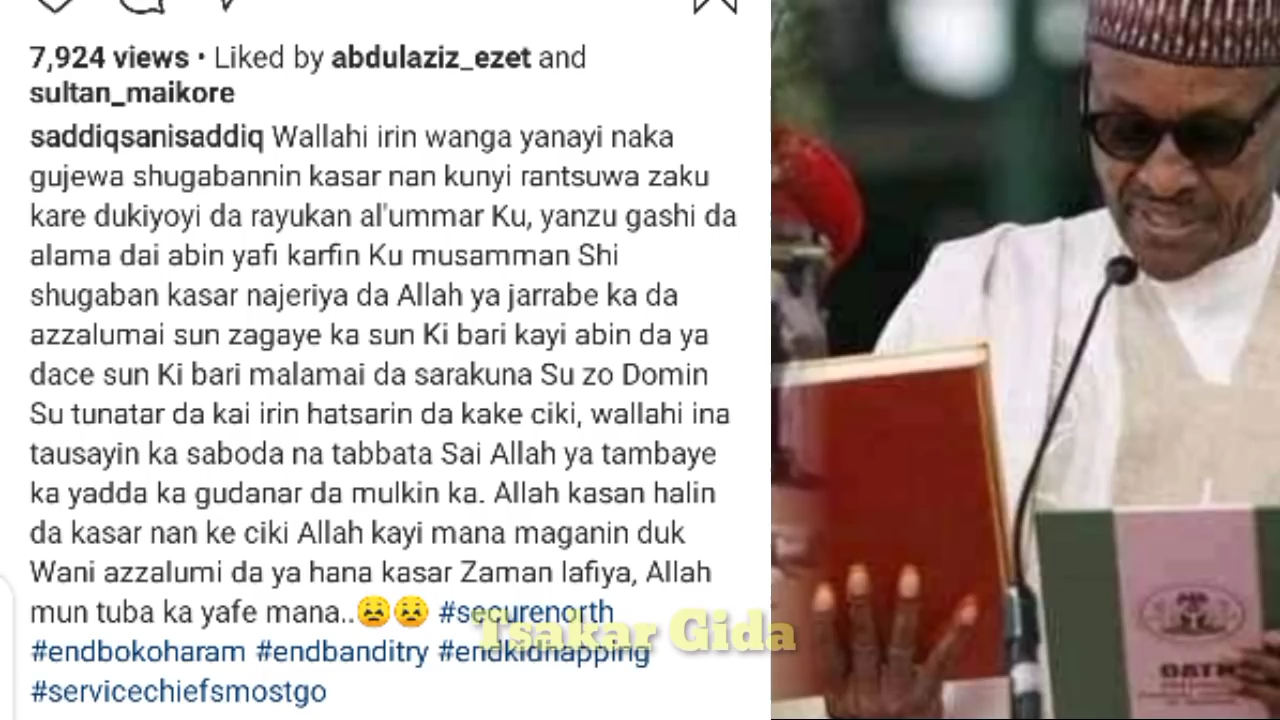 7,924 views • Liked by abdulaziz_ezet and
sultan_maikore
saddiqsanisaddiq Wallahi irin wanga yanayi naka
gujewa shugabannin kasar nan kunyi rantsuwa zaku
kare dukiyoyi da rayukan al'ummar Ku, yanzu gashi da
alama dai abin yafi karfin Ku musamman Shi
shugaban kasar najeriya da Allah ya jarrabe ka da
azzalumai sun zagaye ka sun Ki bari kayi abin da ya
dace sun Ki bari malamai da sarakuna Su zo Domin
Su tunatar da kai irin hatsarin da kake ciki, wallahi ina
tausayin ka saboda na tabbata Sai Allah ya tambaye
ka yadda ka gudanar da mulkin ka. Allah kasan halin
da kasar nan ke ciki Allah kayi mana maganin duk
Wani azzalumi da ya hana kasar Zaman lafiya, Allah
mun tuba ka yafe mana..😣😣 #securenorth
#endbokoharam #endbanditry #endkidnapping
#servicechiefsmostgo
Tsakar Gida
OATH